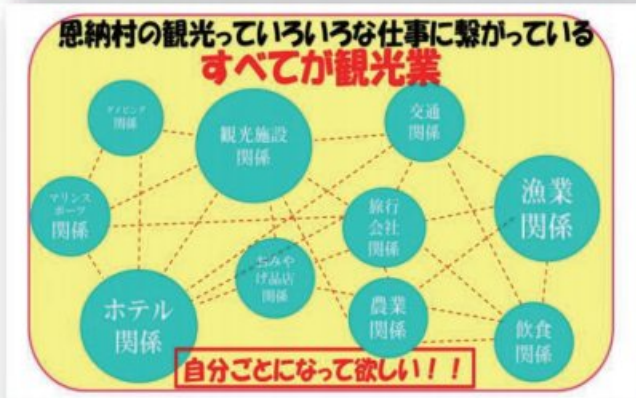 恩納村の観光っていろいろな仕事に繋がっている
すべてが観光業
ダイビング
関係
観光施設
関係
交通
関係
マリンス
ポーツ
関係
旅行
会社
関係
漁業
関係
おみや
げ品店
関係
ホテル
関係
農業
関係
飲食
関係
自分ごとになって欲しい！！